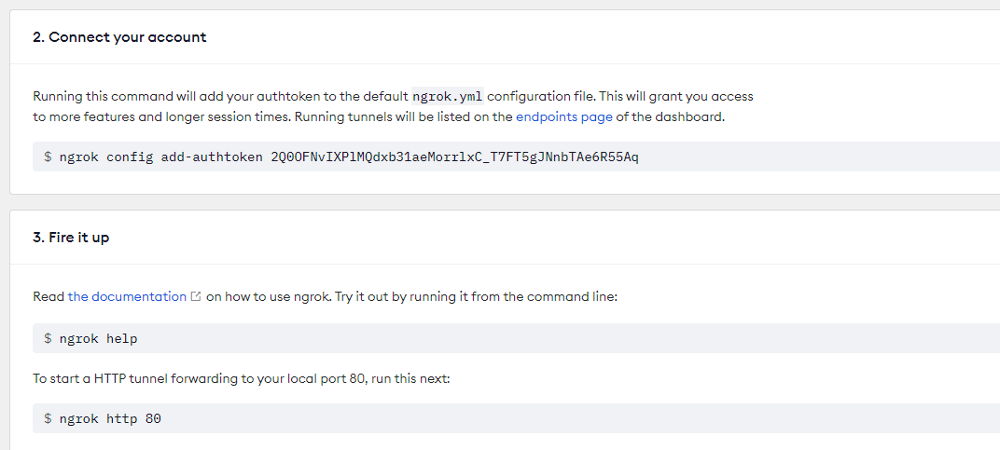 2. Connect your account
Running this command will add your authtoken to the default ngrok.yml configuration file. This will grant you access
to more features and longer session times. Running tunnels will be listed on the endpoints page of the dashboard.
$ ngrok config add-authtoken 2Q0OFNvIXPlMQdxb31aeMorrlxC_T7FT5gJNnbTAe6R55Aq
3. Fire it up
Read the documentation on how to use ngrok. Try it out by running it from the command line:
$ ngrok help
To start a HTTP tunnel forwarding to your local port 80, run this next:
$ ngrok http 80